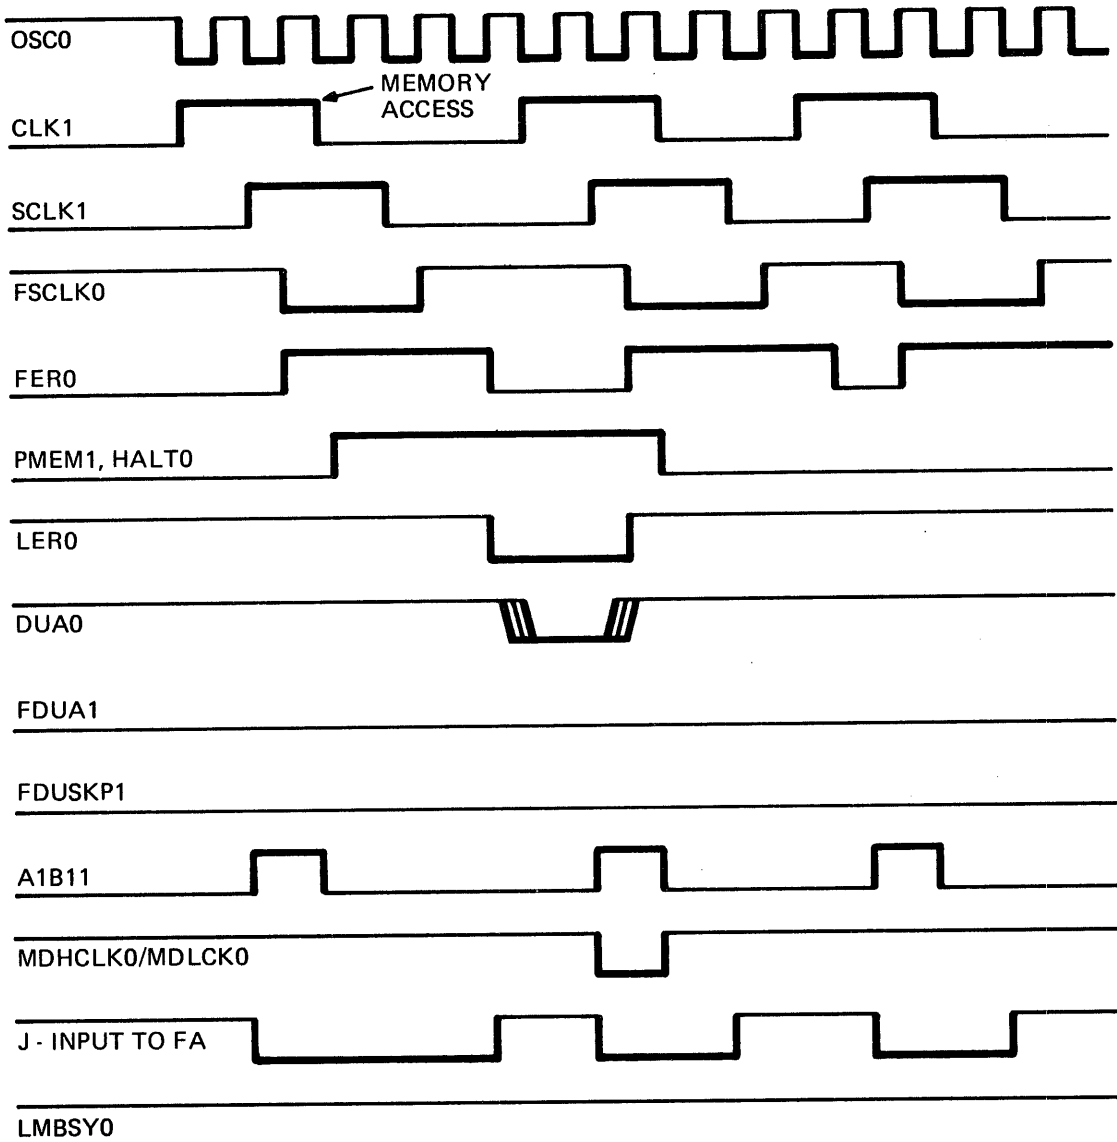 OSC0
MEMORY
ACCESS
CLK1
SCLK1
FSCLK0
FER0
PMEM1, HALT0
LER0
DUA0
FDUA1
FDUSKP1
A1B11
MDHCLK0/MDLCK0
J - INPUT TO FA
LMBSY0